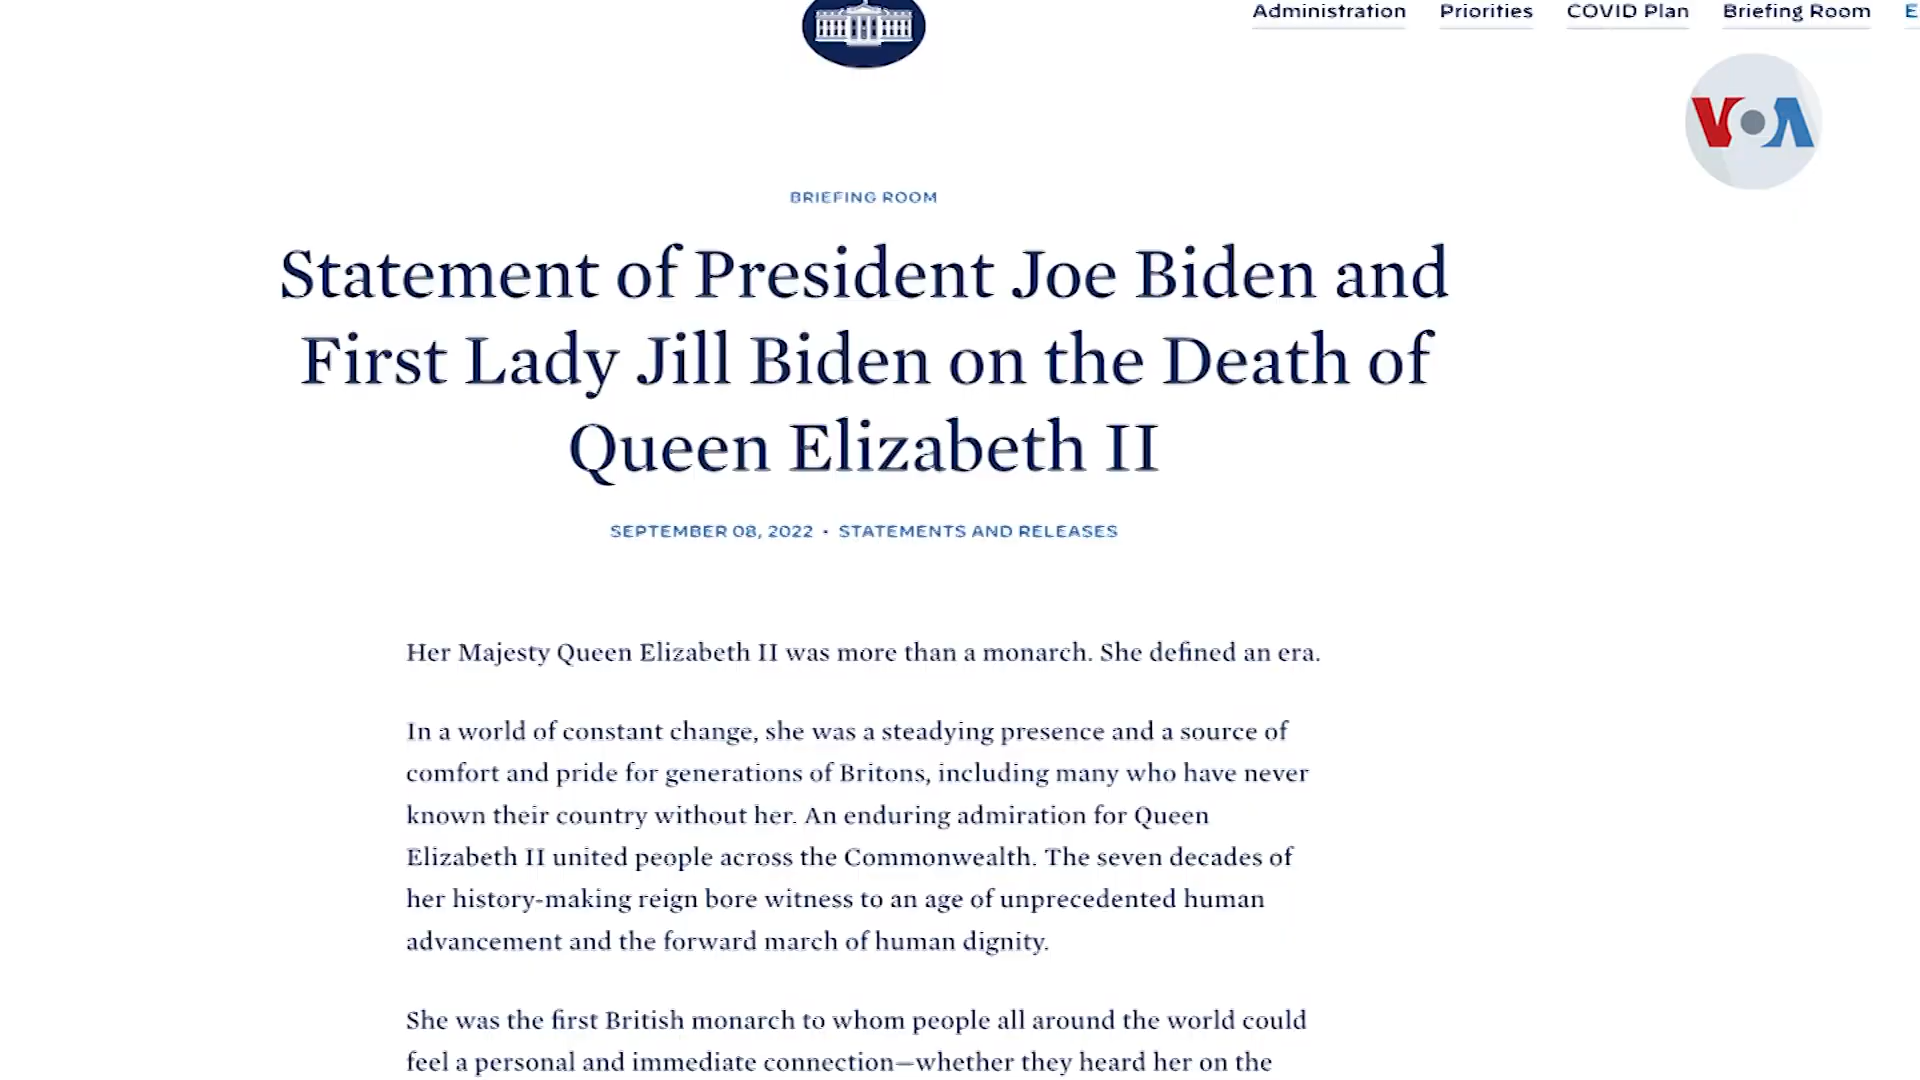 Administration Priorities COVID Plan Briefing Room E
VOA
BRIEFING ROOM
Statement of President Joe Biden and
First Lady Jill Biden on the Death of
Queen Elizabeth II
SEPTEMBER 08, 2022 • STATEMENTS AND RELEASES
Her Majesty Queen Elizabeth II was more than a monarch. She defined an era.
In a world of constant change, she was a steadying presence and a source of
comfort and pride for generations of Britons, including many who have never
known their country without her. An enduring admiration for Queen
Elizabeth II united people across the Commonwealth. The seven decades of
her history-making reign bore witness to an age of unprecedented human
advancement and the forward march of human dignity.
She was the first British monarch to whom people all around the world could
feel a personal and immediate connection—whether they heard her on the